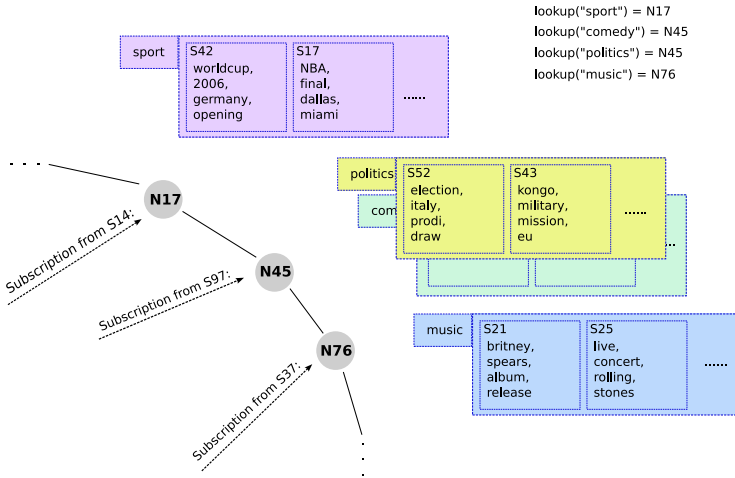 lookup("sport") = N17
lookup("comedy") = N45
lookup("politics") = N45
lookup("music") = N76
sport
S42
worldcup,
2006,
germany,
opening
S17
NBA,
final,
dallas,
miami
......
. . .
N17
Subscription from S14:
politics
S52
election,
italy,
prodi,
draw
S43
kongo,
military,
mission,
eu
......
com
N45
Subscription from S97:
music
S21
britney,
spears,
album,
release
S25
live,
concert,
rolling,
stones
......
N76
Subscription from S37: